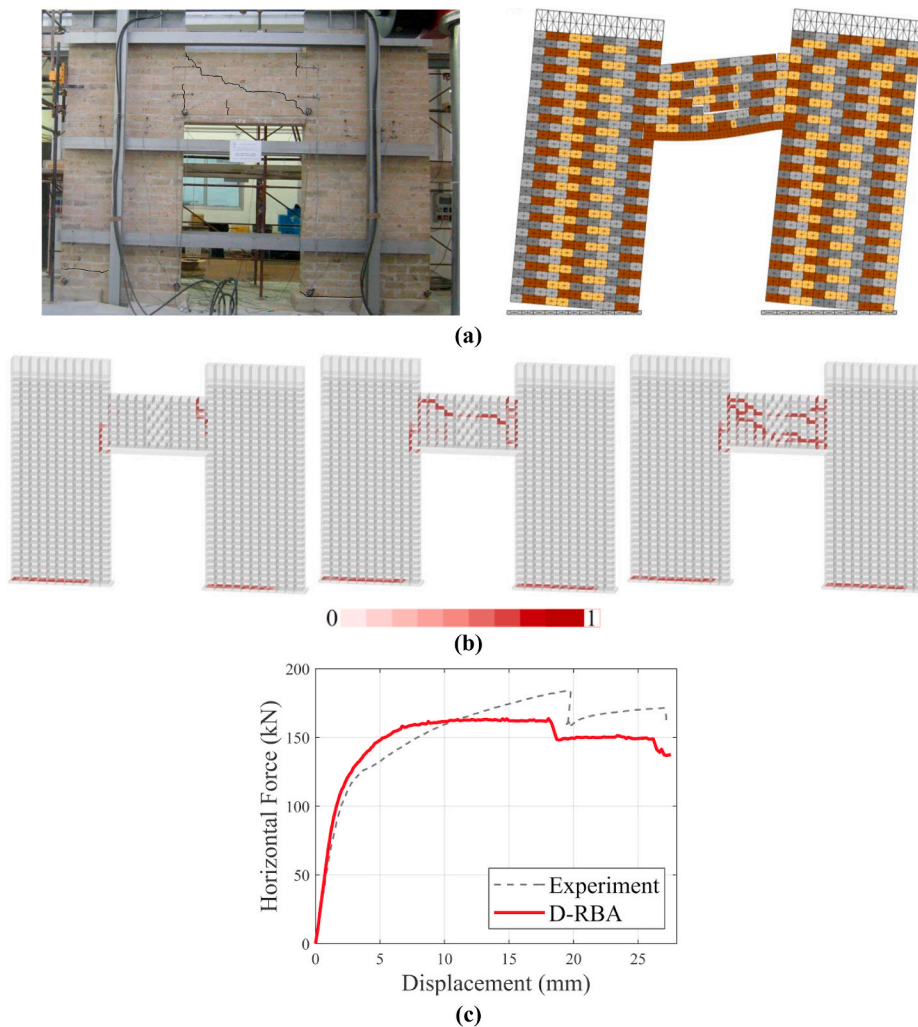 (a)
0 1
(b)
200
150
100
50
0
Horizontal Force (kN)
Experiment
D-RBA
0 5 10 15 20 25
Displacement (mm)
(c)